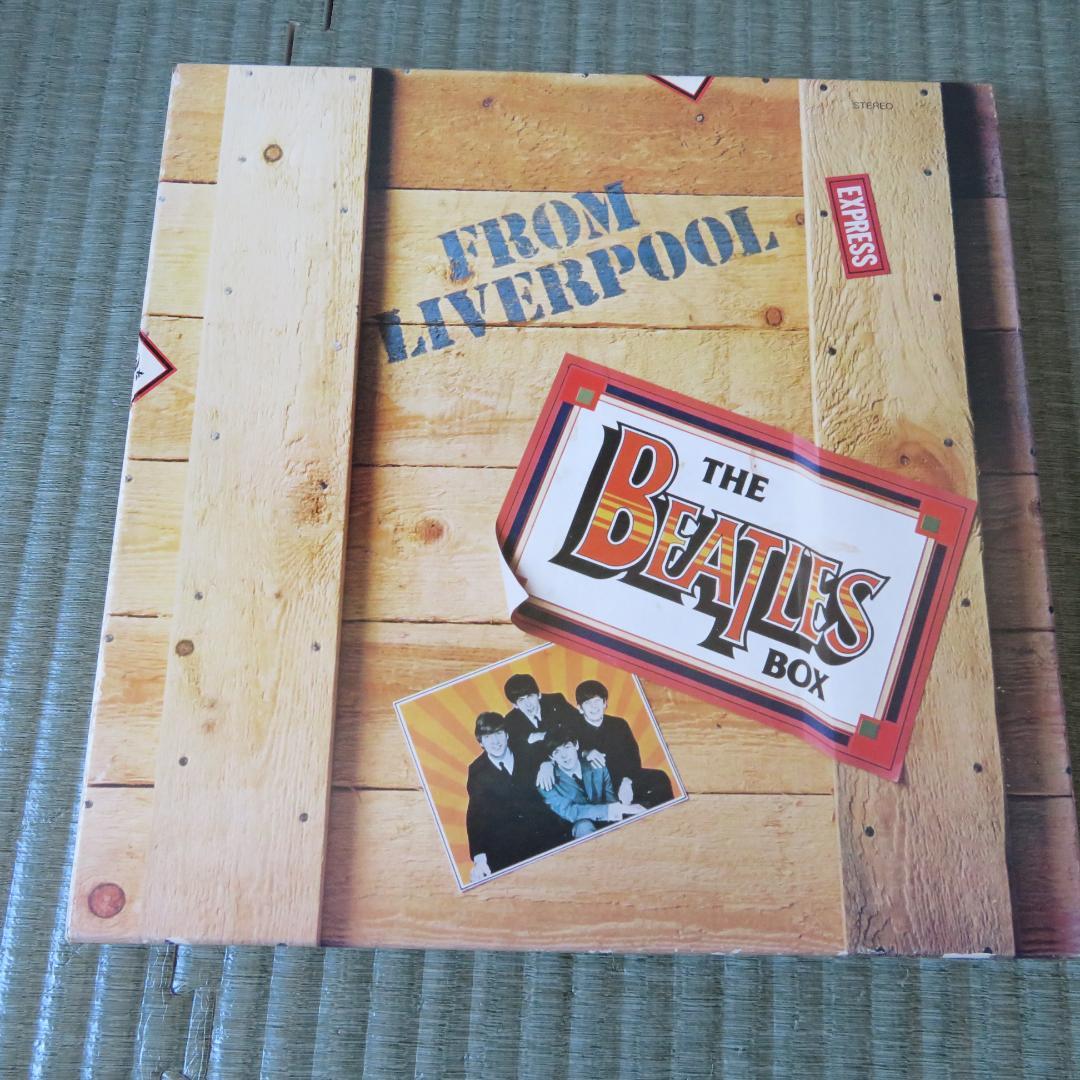 STEREO
EXPRESS
FROM
LIVERPOOL
THE
BEATLES
BOX